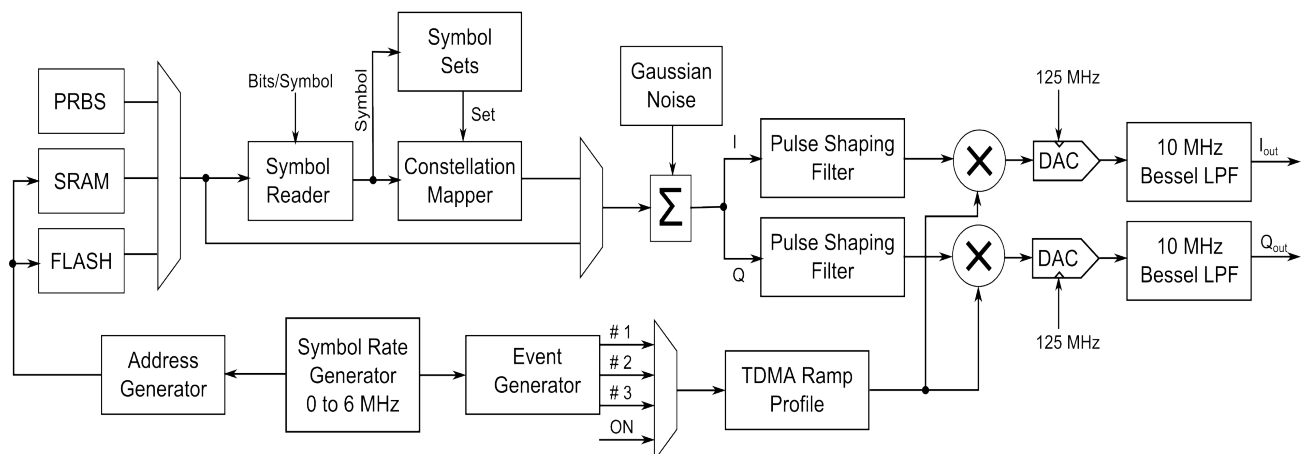 PRBS
SRAM
FLASH
Bits/Symbol
Symbol
Reader
Symbol
Symbol
Sets
Set
Constellation
Mapper
Gaussian
Noise
Σ
I
Q
Pulse Shaping
Filter
Pulse Shaping
Filter
X
X
125 MHz
DAC
10 MHz
Bessel LPF
Iout
DAC
125 MHz
10 MHz
Bessel LPF
Qout
Address
Generator
Symbol Rate
Generator
0 to 6 MHz
Event
Generator
# 1
# 2
# 3
ON
TDMA Ramp
Profile